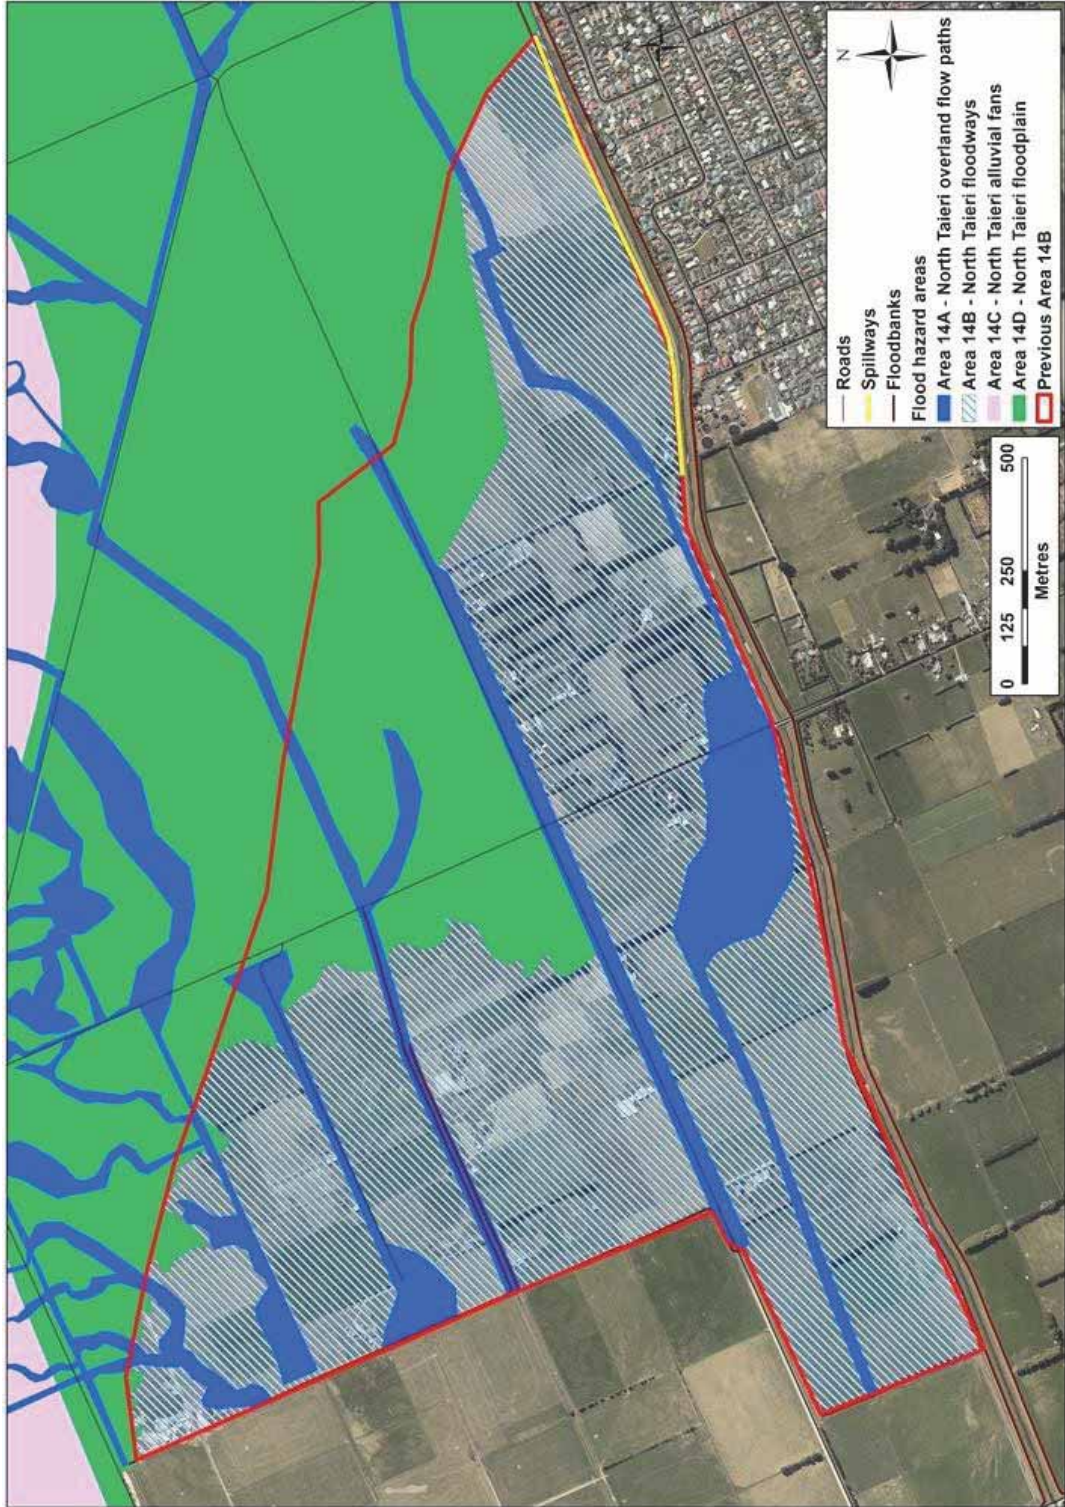 N
Roads
Spillways
Floodbanks
Flood hazard areas
Area 14A - North Taieri overland flow paths
Area 14B - North Taieri floodways
Area 14C - North Taieri alluvial fans
Area 14D - North Taieri floodplain
Previous Area 14B
0 125 250 500
Metres